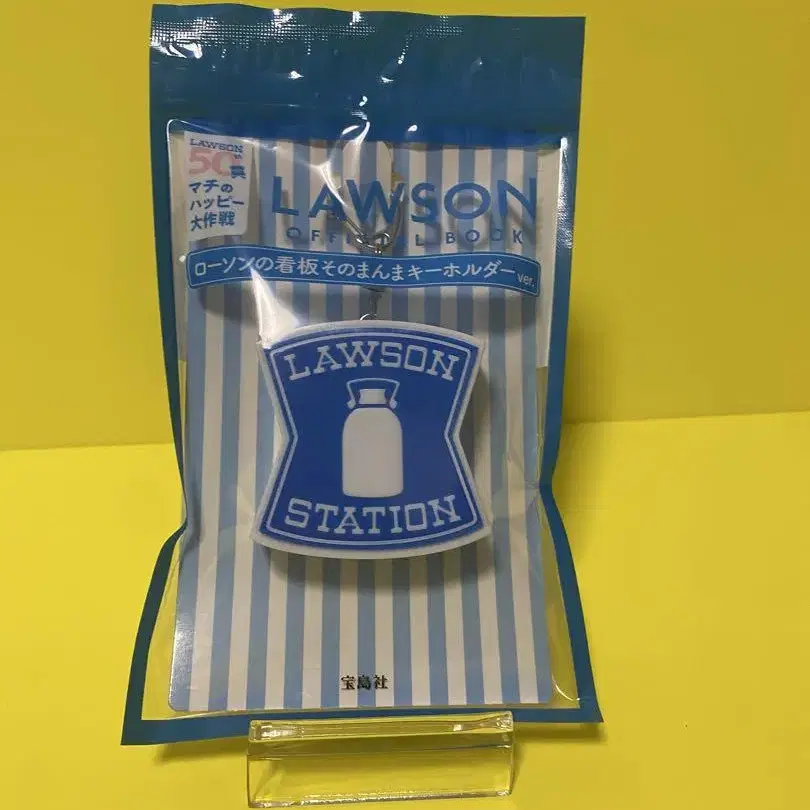 LAWSON
50th
マチの
ハッピー
大作戦
LAWSON
OFFICIAL BOOK
ローソンの看板そのまんまキーホルダーver.
LAWSON
STATION
宝島社